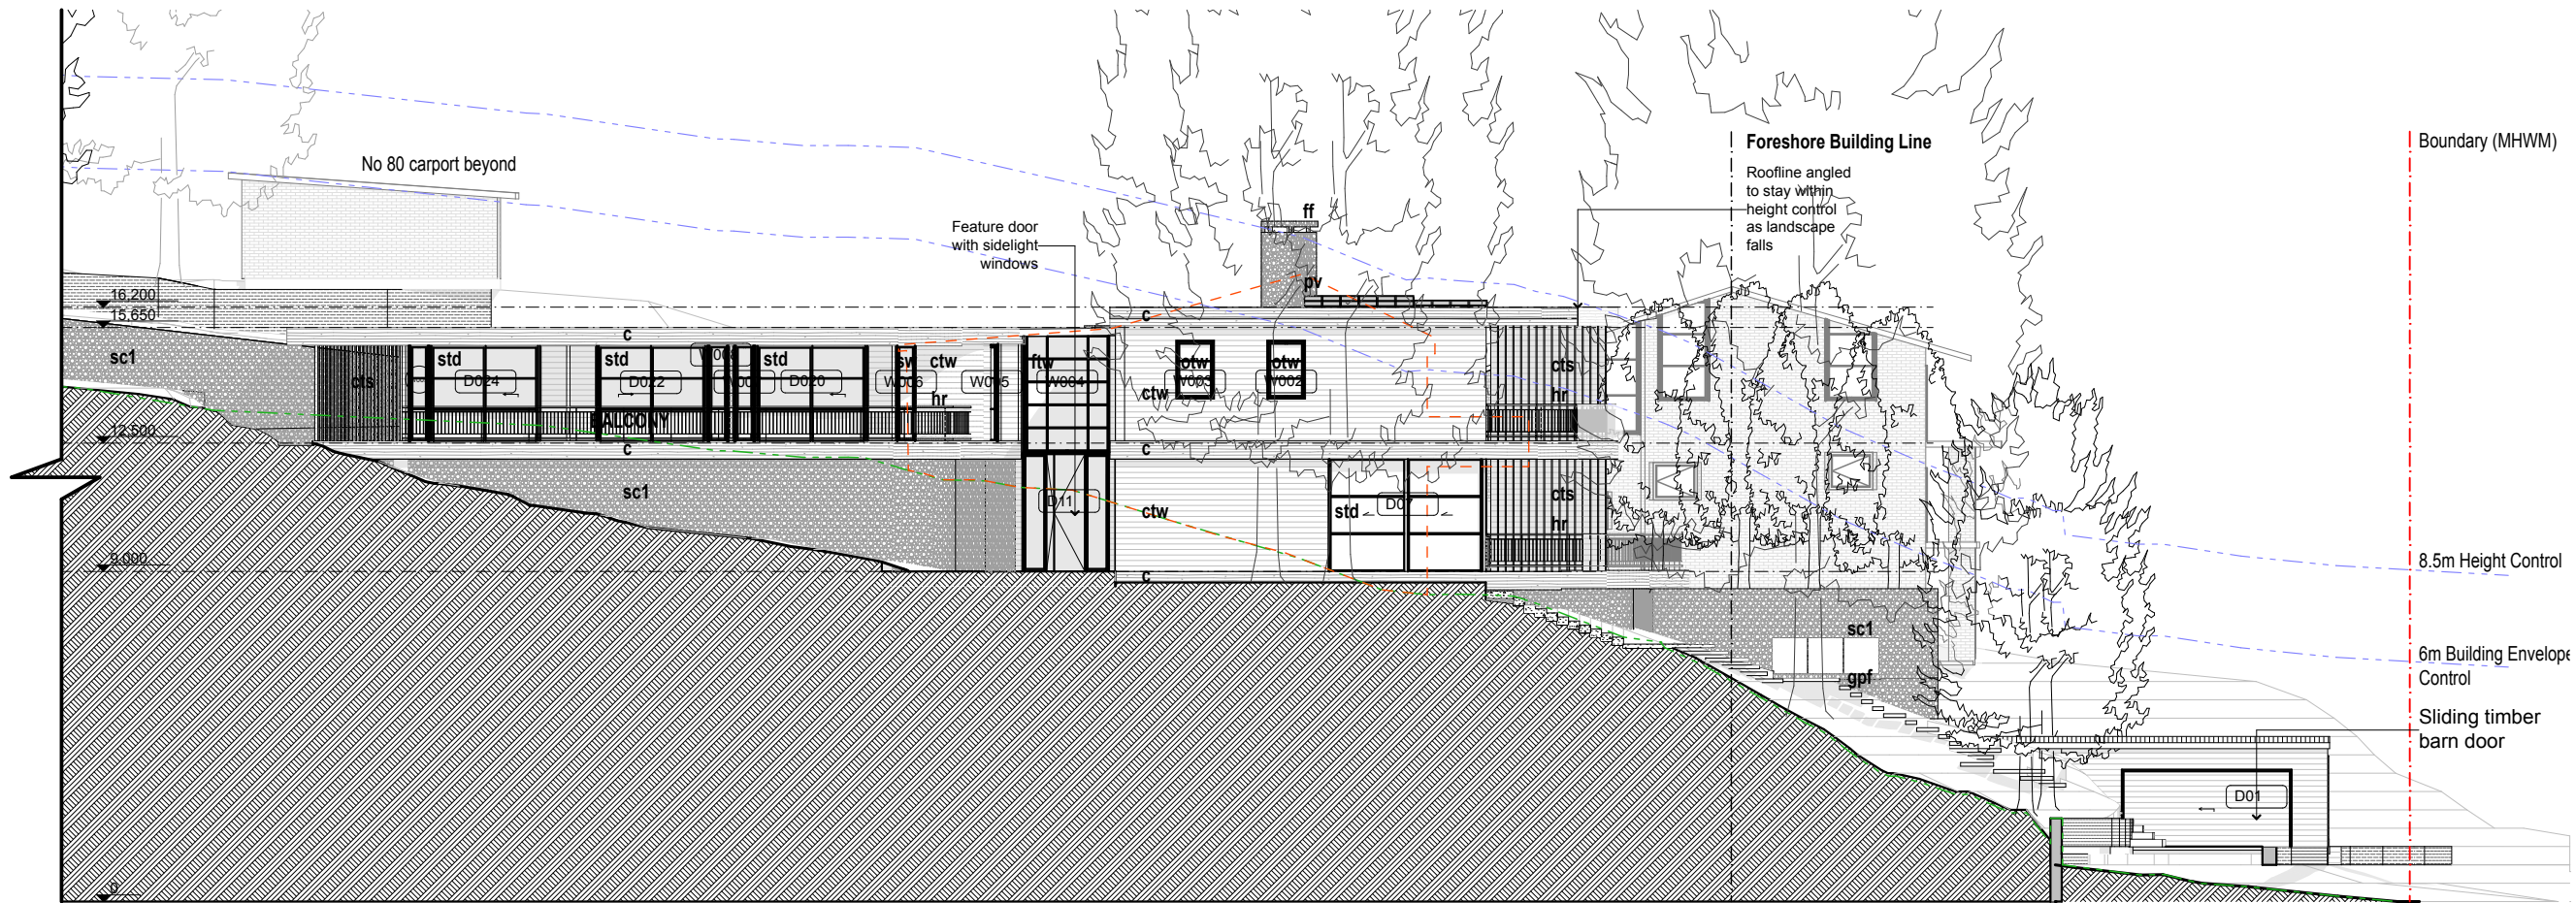 Foreshore Building Line
Boundary (MHWM)
No 80 carport beyond
Roofline angled
to stay within
height control
as landscape
falls
ff
Feature door
with sidelight
windows
pv
16,200
15,650
c
c
sc1
std
std
std
sv
ctw
ftw
otw
otw
cts
cts
D024
D022
D020
W006
W005
W004
W003
W002
ctw
hr
hr
BALCONY
12,500
c
c
sc1
D11
ctw
std
D07
cts
hr
9,000
8.5m Height Control
c
sc1
6m Building Envelope
Control
gpf
Sliding timber
barn door
D01
0